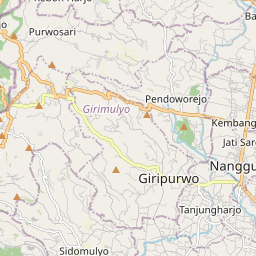 Purwosari
Pendoworejo
Girimulyo
Kembang
Jati Sar
Nanggu
Giripurwo
Tanjungharjo
Sidomulyo